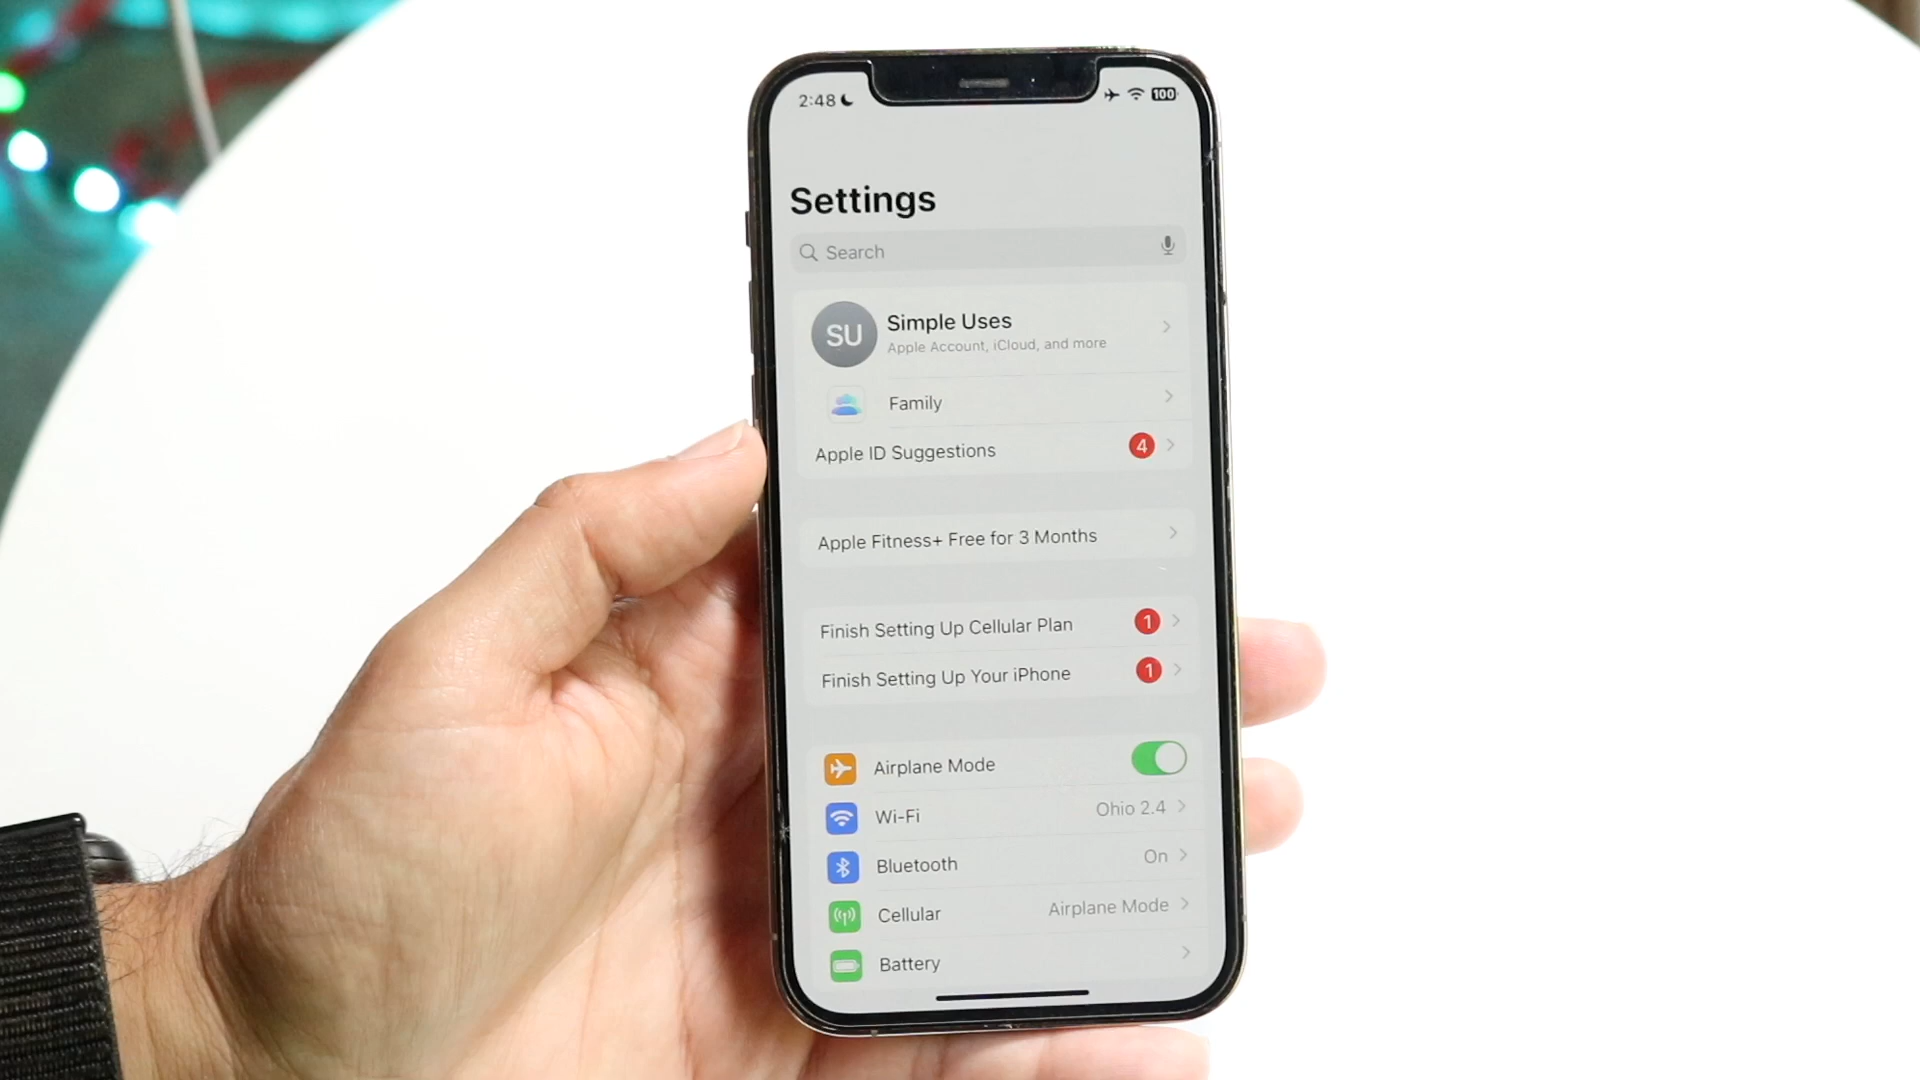 2:48
100
Settings
Search
SU
Simple Uses
Apple Account, iCloud, and more
Family
Apple ID Suggestions 4
Apple Fitness+ Free for 3 Months
Finish Setting Up Cellular Plan 1
Finish Setting Up Your iPhone 1
Airplane Mode
Wi-Fi Ohio 2.4
Bluetooth On
Cellular Airplane Mode
Battery